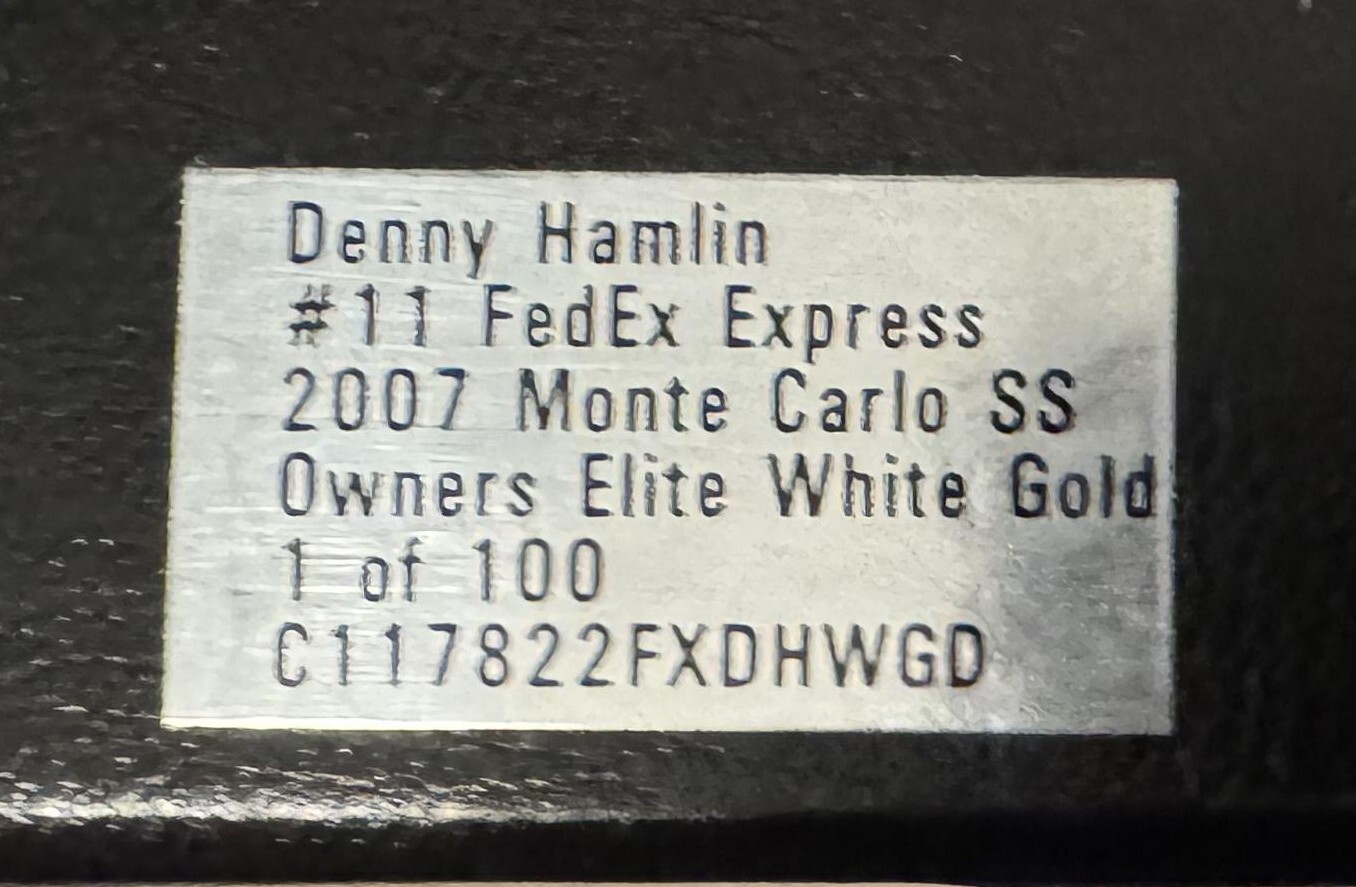 Denny Hamlin
#11 FedEx Express
2007 Monte Carlo SS
Owners Elite White Gold
1 of 100
C117822FXDHWGD